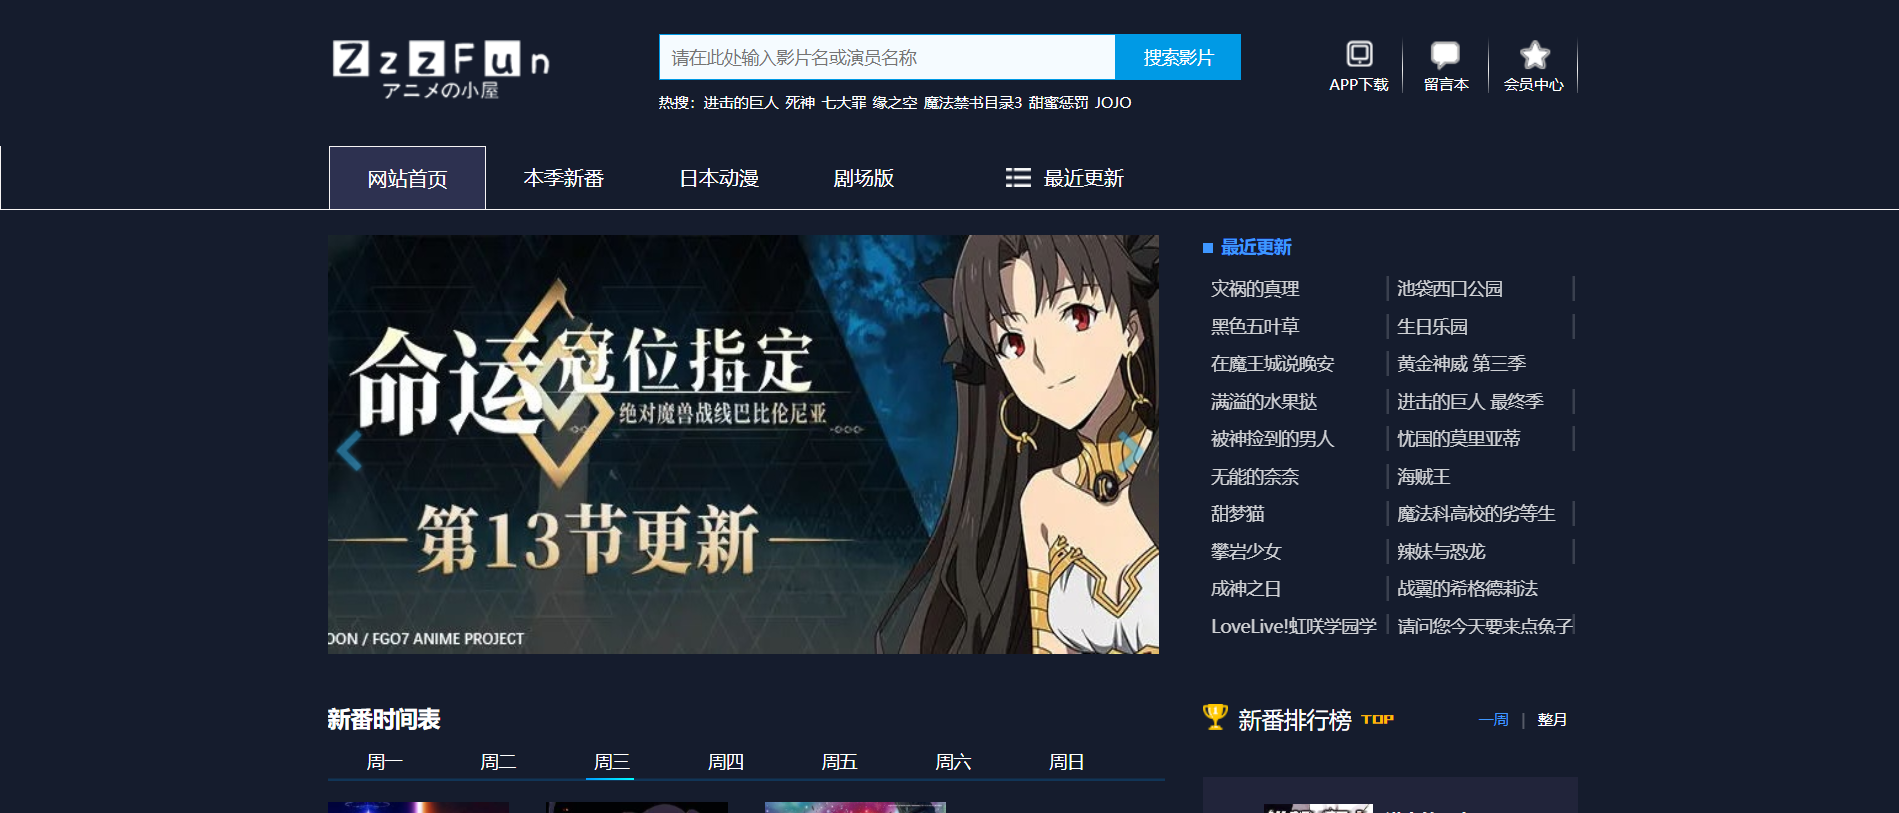 ZzzFun
アニメの小屋
请在此处输入影片名或演员名称
搜索影片
热搜：进击的巨人 死神 七大罪 缘之空 魔法禁书目录3 甜蜜惩罚 JOJO
APP下载
留言本
会员中心
网站首页
本季新番
日本动漫
剧场版
最近更新
命运 冠位指定
绝对魔兽战线巴比伦尼亚
第13节更新
OON / FGO7 ANIME PROJECT
最近更新
灾祸的真理
池袋西口公园
黑色五叶草
生日乐园
在魔王城说晚安
黄金神威 第三季
满溢的水果挞
进击的巨人 最终季
被神捡到的男人
忧国的莫里亚蒂
无能的奈奈
海贼王
甜梦猫
魔法科高校的劣等生
攀岩少女
辣妹与恐龙
成神之日
战翼的希格德莉法
LoveLive!虹咲学园学
请问您今天要来点兔子
新番时间表
周一
周二
周三
周四
周五
周六
周日
新番排行榜 TOP
一周
整月